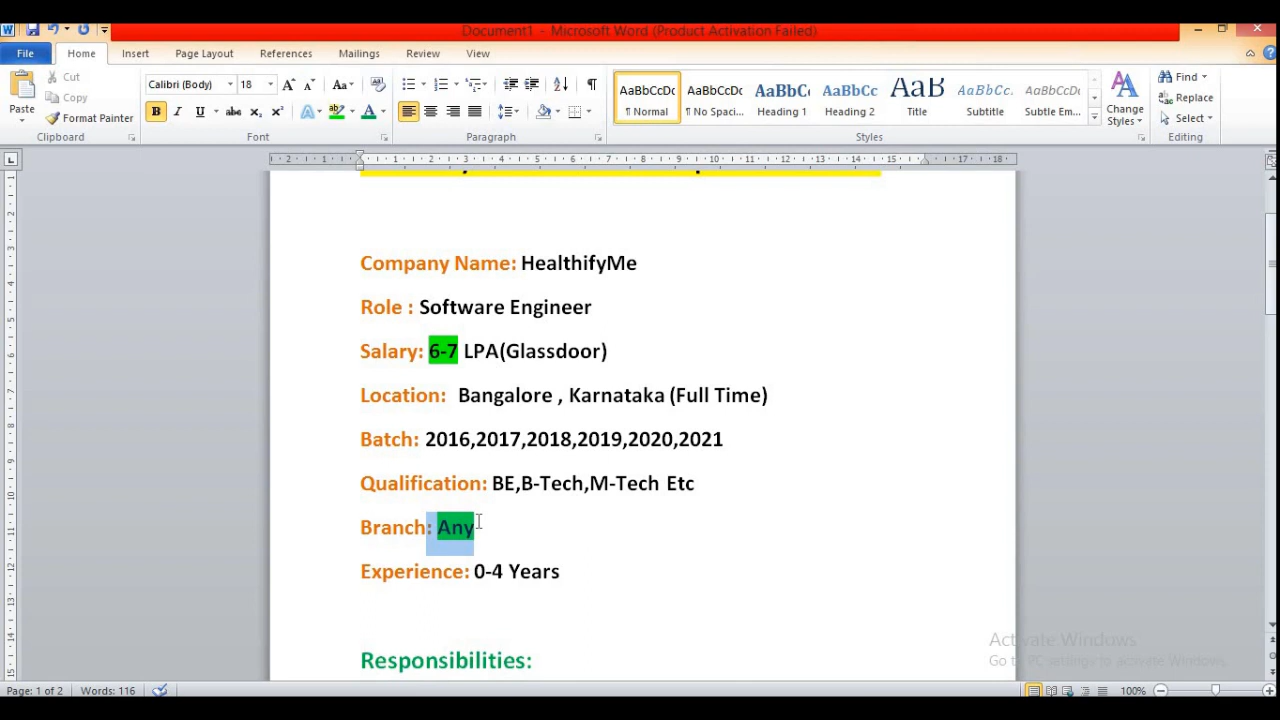 Document1 - Microsoft Word (Product Activation Failed)
File Home Insert Page Layout References Mailings Review View
Paste Cut Copy Format Painter
Calibri (Body) 18
AaBbCcDc AaBbCcDc AaBbCc AaBbCc AaB AaBbCcL AaBbCcDc
¶ Normal ¶ No Spaci... Heading 1 Heading 2 Title Subtitle Subtle Em...
Change Styles
Find Replace Select
Clipboard Font Paragraph Styles Editing
Company Name: HealthifyMe
Role : Software Engineer
Salary: 6-7 LPA(Glassdoor)
Location: Bangalore , Karnataka (Full Time)
Batch: 2016,2017,2018,2019,2020,2021
Qualification: BE,B-Tech,M-Tech Etc
Branch: Any
Experience: 0-4 Years
Responsibilities:
Activate Windows
Go to PC settings to activate Windows.
Page: 1 of 2 Words: 116 100%